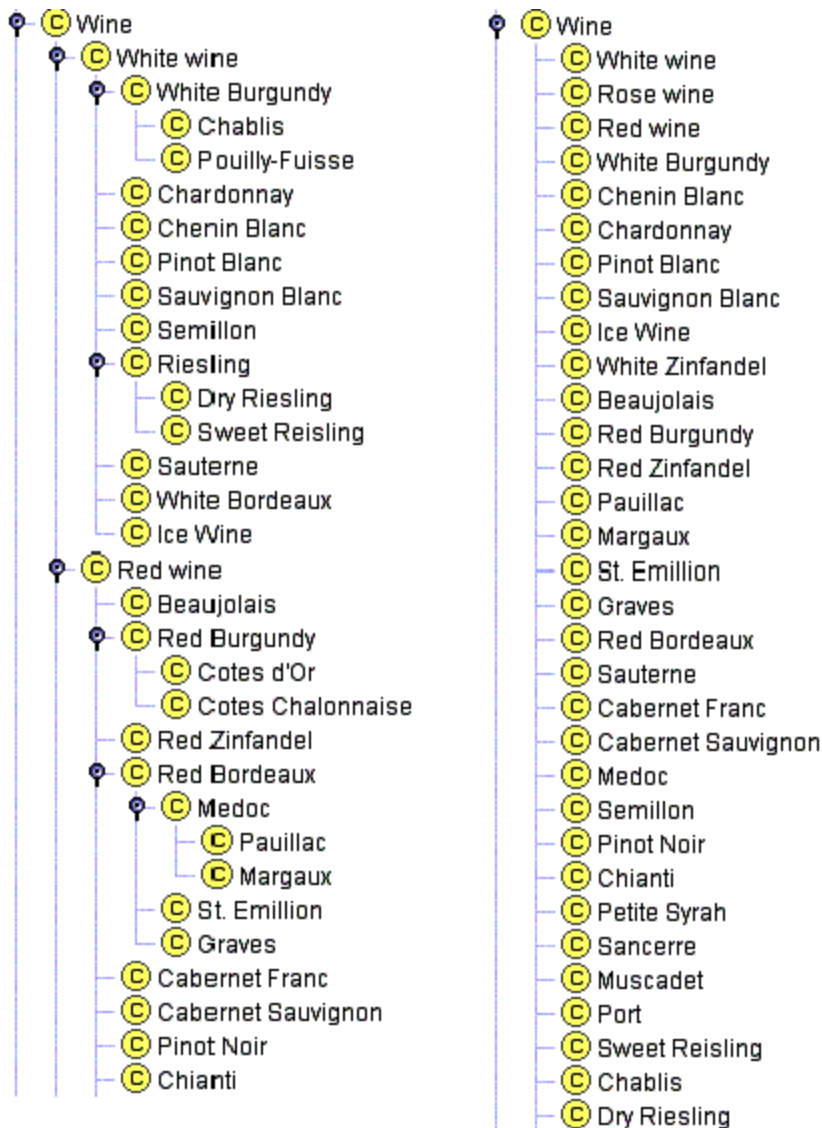 Wine
White wine
White Burgundy
Chablis
Pouilly-Fuisse
Chardonnay
Chenin Blanc
Pinot Blanc
Sauvignon Blanc
Semillon
Riesling
Dry Riesling
Sweet Reisling
Sauterne
White Bordeaux
Ice Wine
Red wine
Beaujolais
Red Burgundy
Cotes d'Or
Cotes Chalonnaise
Red Zinfandel
Red Bordeaux
Medoc
Pauillac
Margaux
St. Emillion
Graves
Cabernet Franc
Cabernet Sauvignon
Pinot Noir
Chianti
Wine
White wine
Rose wine
Red wine
White Burgundy
Chenin Blanc
Chardonnay
Pinot Blanc
Sauvignon Blanc
Ice Wine
White Zinfandel
Beaujolais
Red Burgundy
Red Zinfandel
Pauillac
Margaux
St. Emillion
Graves
Red Bordeaux
Sauterne
Cabernet Franc
Cabernet Sauvignon
Medoc
Semillon
Pinot Noir
Chianti
Petite Syrah
Sancerre
Muscadet
Port
Sweet Reisling
Chablis
Dry Riesling